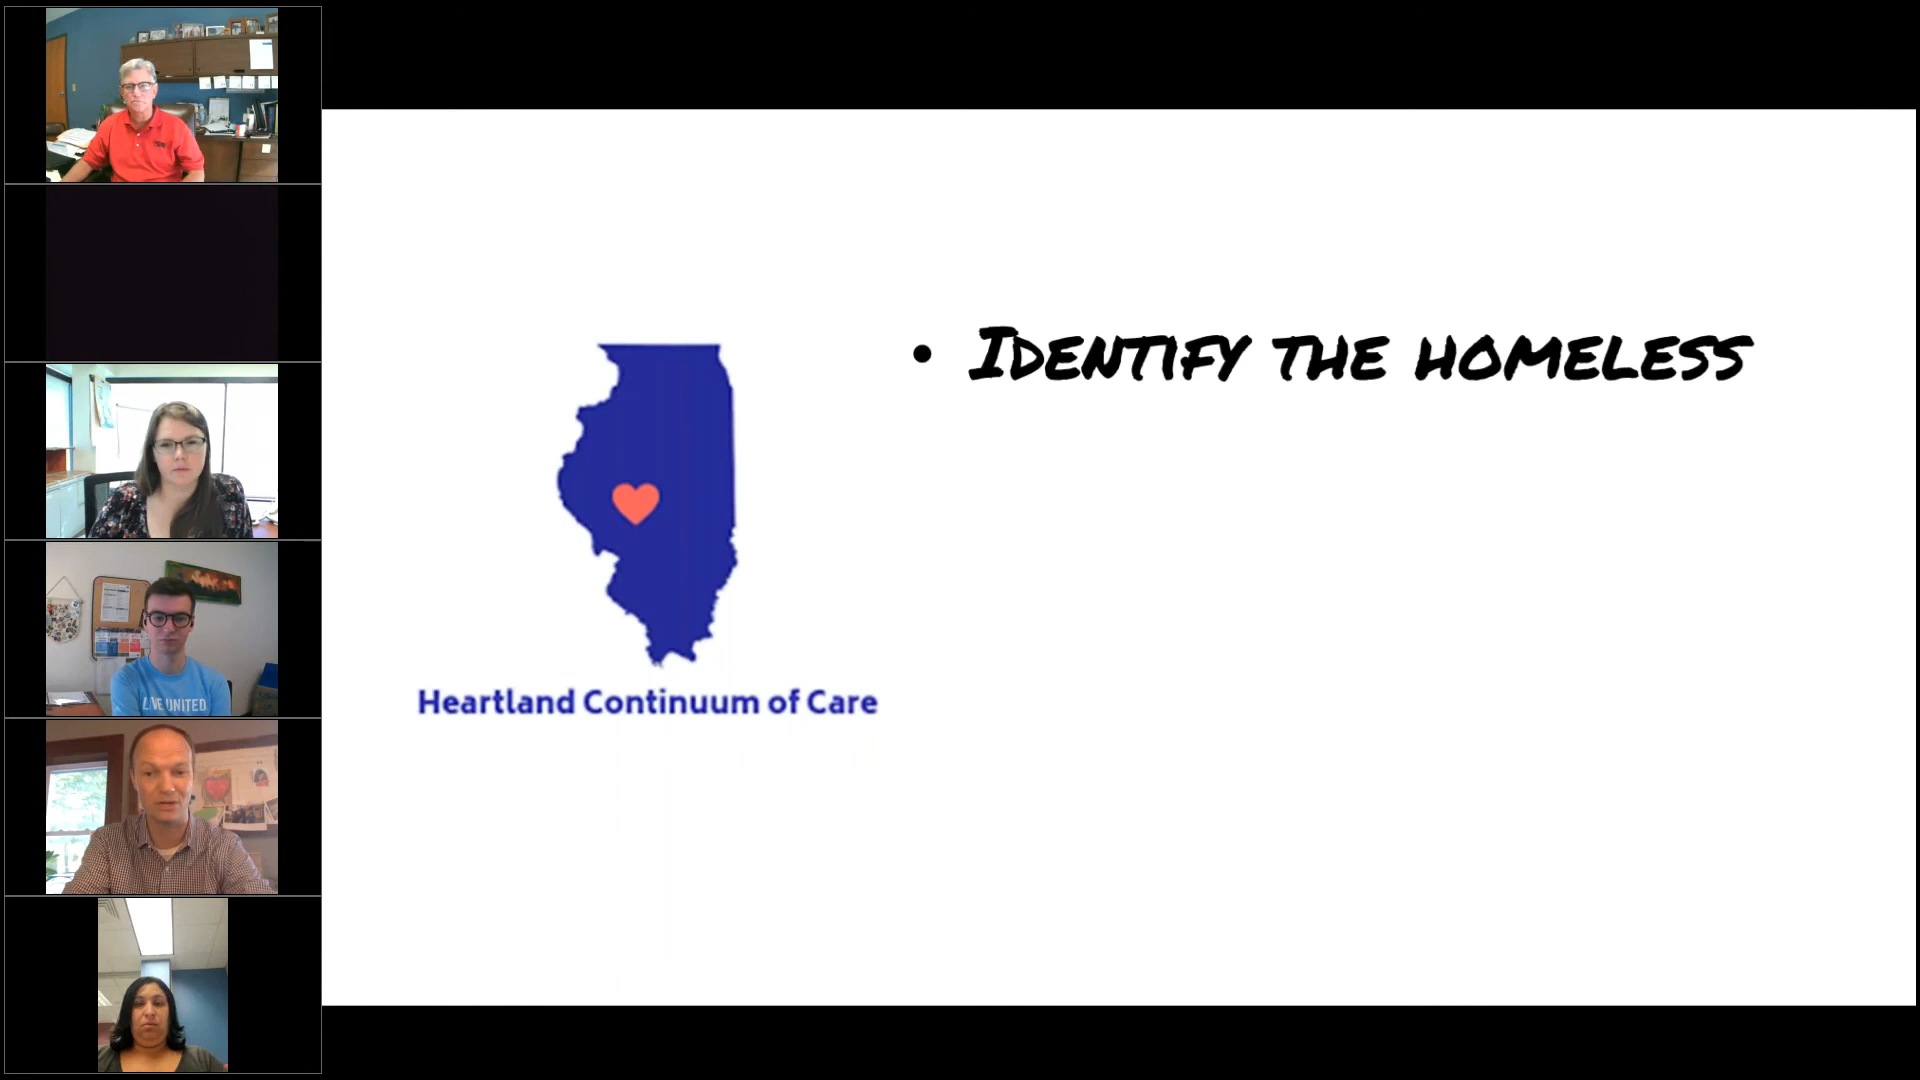 • Identify the homeless
Heartland Continuum of Care
LIVE UNITED